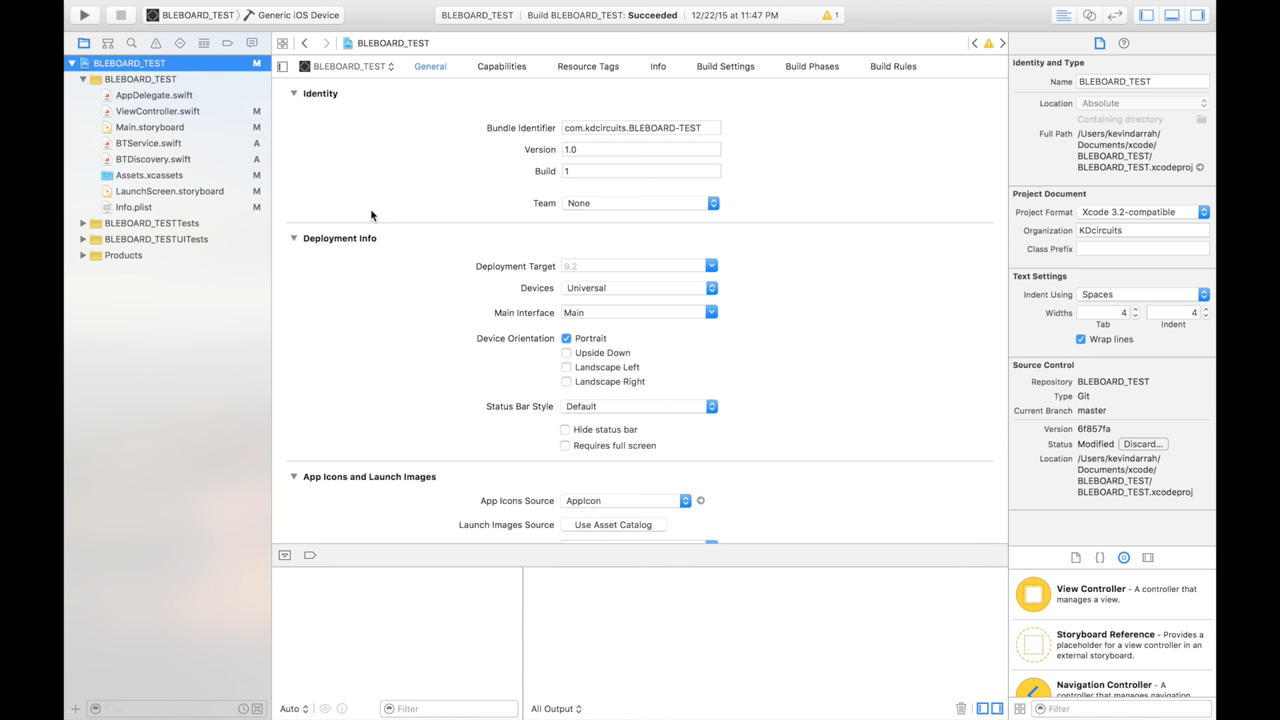 BLEBOARD_TEST Generic iOS Device
BLEBOARD_TEST Build BLEBOARD_TEST: Succeeded 12/22/15 at 11:47 PM 1
BLEBOARD_TEST M
BLEBOARD_TEST
AppDelegate.swift
ViewController.swift M
Main.storyboard M
BTService.swift A
BTDiscovery.swift A
Assets.xcassets M
LaunchScreen.storyboard M
Info.plist M
BLEBOARD_TESTTests
BLEBOARD_TESTUITests
Products
Filter
BLEBOARD_TEST
BLEBOARD_TEST General Capabilities Resource Tags Info Build Settings Build Phases Build Rules
Identity
Bundle Identifier com.kdcircuits.BLEBOARD-TEST
Version 1.0
Build 1
Team None
Deployment Info
Deployment Target 9.2
Devices Universal
Main Interface Main
Device Orientation Portrait
Upside Down
Landscape Left
Landscape Right
Status Bar Style Default
Hide status bar
Requires full screen
App Icons and Launch Images
App Icons Source AppIcon
Launch Images Source Use Asset Catalog
Auto Filter All Output
Identity and Type
Name BLEBOARD_TEST
Location Absolute
Containing directory
Full Path /Users/kevindarrah/
Documents/xcode/
BLEBOARD_TEST/
BLEBOARD_TEST.xcodeproj
Project Document
Project Format Xcode 3.2-compatible
Organization KDcircuits
Class Prefix
Text Settings
Indent Using Spaces
Widths 4 4
Tab Indent
Wrap lines
Source Control
Repository BLEBOARD_TEST
Type Git
Current Branch master
Version 6f857fa
Status Modified Discard...
Location /Users/kevindarrah/
Documents/xcode/
BLEBOARD_TEST/
BLEBOARD_TEST.xcodeproj
{ }
View Controller - A controller that
manages a view.
Storyboard Reference - Provides a
placeholder for a view controller in an
external storyboard.
Navigation Controller - A
controller that manages navigation
Filter